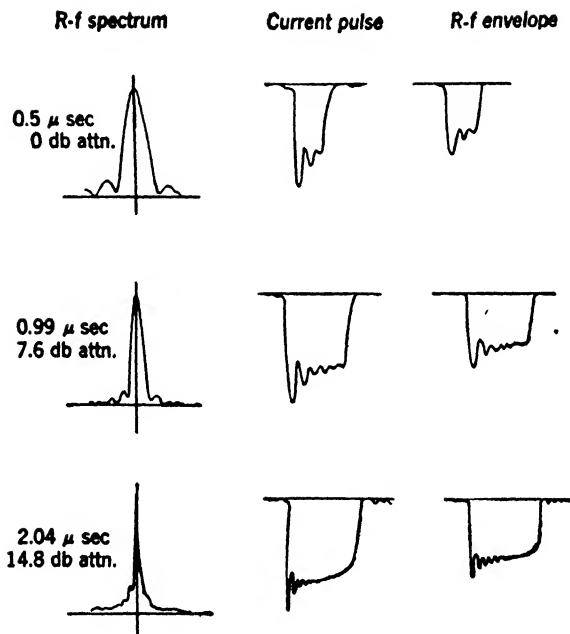 R-f spectrum Current pulse R-f envelope
0.5 μ sec
0 db attn.
0.99 μ sec
7.6 db attn.
2.04 μ sec
14.8 db attn.